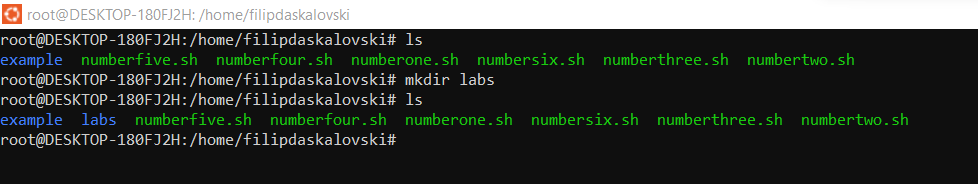 root@DESKTOP-180FJ2H: /home/filipdaskalovski
root@DESKTOP-180FJ2H:/home/filipdaskalovski# ls
example  numberfive.sh  numberfour.sh  numberone.sh  numbersix.sh  numberthree.sh  numbertwo.sh
root@DESKTOP-180FJ2H:/home/filipdaskalovski# mkdir labs
root@DESKTOP-180FJ2H:/home/filipdaskalovski# ls
example  labs  numberfive.sh  numberfour.sh  numberone.sh  numbersix.sh  numberthree.sh  numbertwo.sh
root@DESKTOP-180FJ2H:/home/filipdaskalovski#